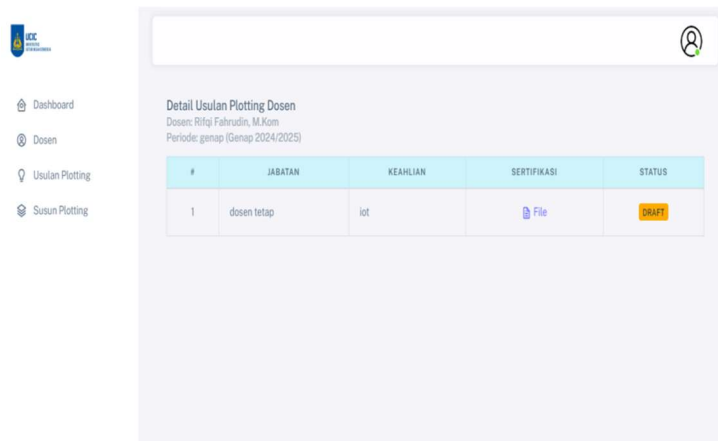 UCIC
Dashboard
Dosen
Usulan Plotting
Susun Plotting
Detail Usulan Plotting Dosen
Dosen: Rifqi Fahrudin, M.Kom
Periode: genap (Genap 2024/2025)
# JABATAN KEAHLIAN SERTIFIKASI STATUS
1 dosen tetap iot File DRAFT